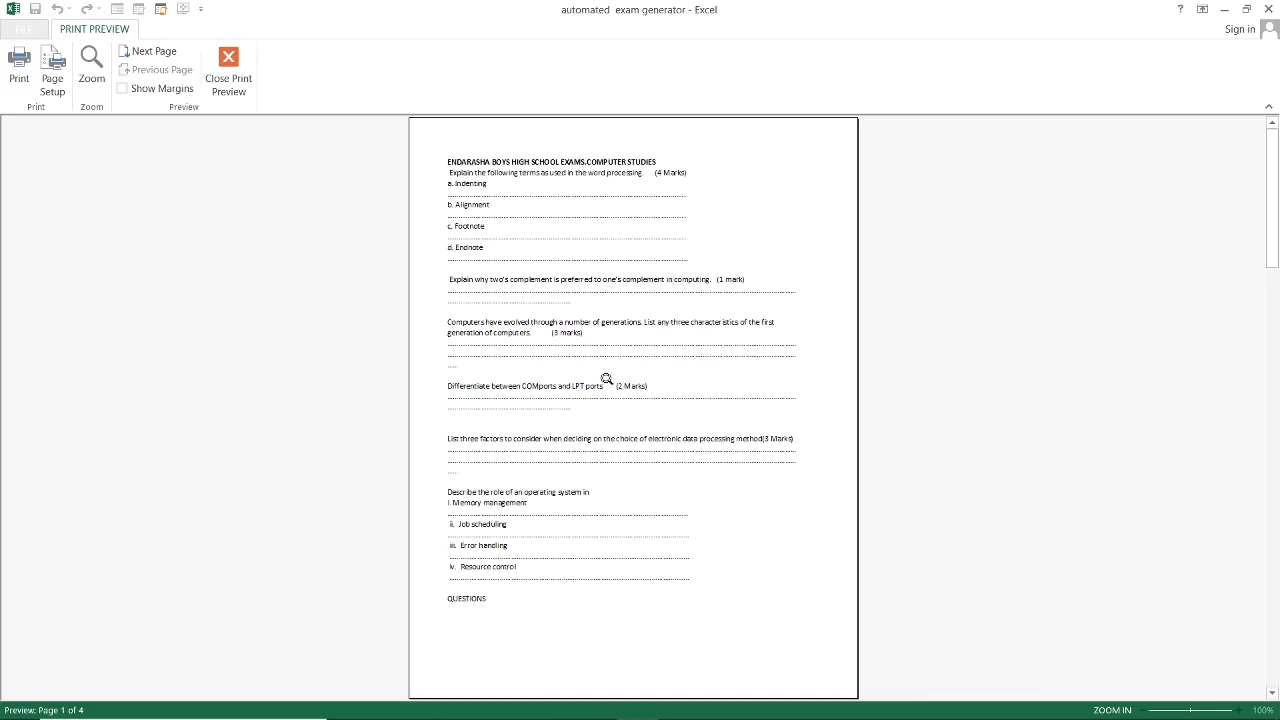 automated  exam generator - Excel
FILE
PRINT PREVIEW
Sign in
Print
Page Setup
Zoom
Next Page
Previous Page
Show Margins
Close Print Preview
Print
Zoom
Preview
ENDARASHA BOYS HIGH SCHOOL EXAMS.COMPUTER STUDIES
Explain the following terms as used in the word processing (4 Marks)
a. Indenting
b. Alignment
c. Footnote
d. Endnote
Explain why two's complement is preferred to one's complement in computing. (1 mark)
Computers have evolved through a number of generations. List any three characteristics of the first
generation of computers. (3 marks)
Differentiate between COMports and LPT ports (2 Marks)
List three factors to consider when deciding on the choice of electronic data processing method(3 Marks)
Describe the role of an operating system in
i. Memory management
ii. Job scheduling
iii. Error handling
iv. Resource control
QUESTIONS
Preview: Page 1 of 4
ZOOM IN
100%